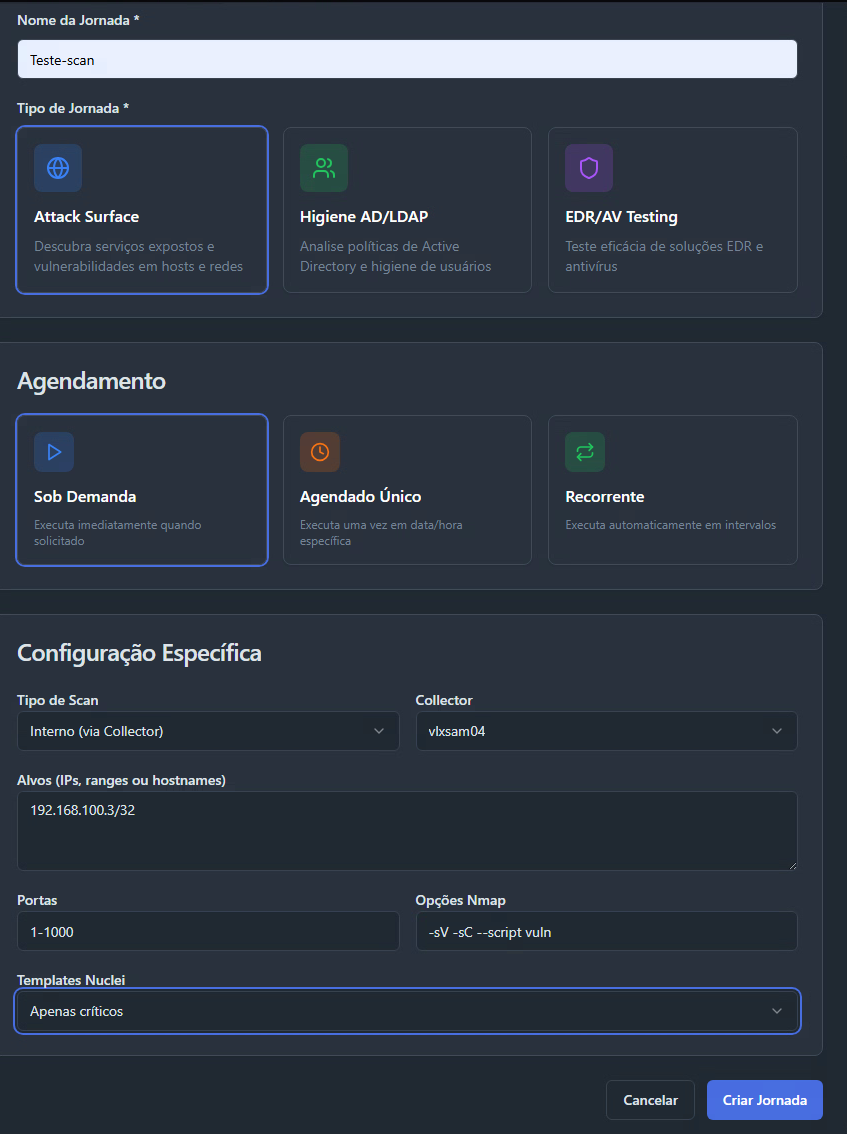 Nome da Jornada *
Teste-scan
Tipo de Jornada *
Attack Surface
Descubra serviços expostos e
vulnerabilidades em hosts e redes
Higiene AD/LDAP
Analise políticas de Active
Directory e higiene de usuários
EDR/AV Testing
Teste eficácia de soluções EDR e
antivírus
Agendamento
Sob Demanda
Executa imediatamente quando
solicitado
Agendado Único
Executa uma vez em data/hora
específica
Recorrente
Executa automaticamente em intervalos
Configuração Específica
Tipo de Scan
Interno (via Collector)
Collector
vlxsam04
Alvos (IPs, ranges ou hostnames)
192.168.100.3/32
Portas
1-1000
Opções Nmap
-sV -sC --script vuln
Templates Nuclei
Apenas críticos
Cancelar
Criar Jornada